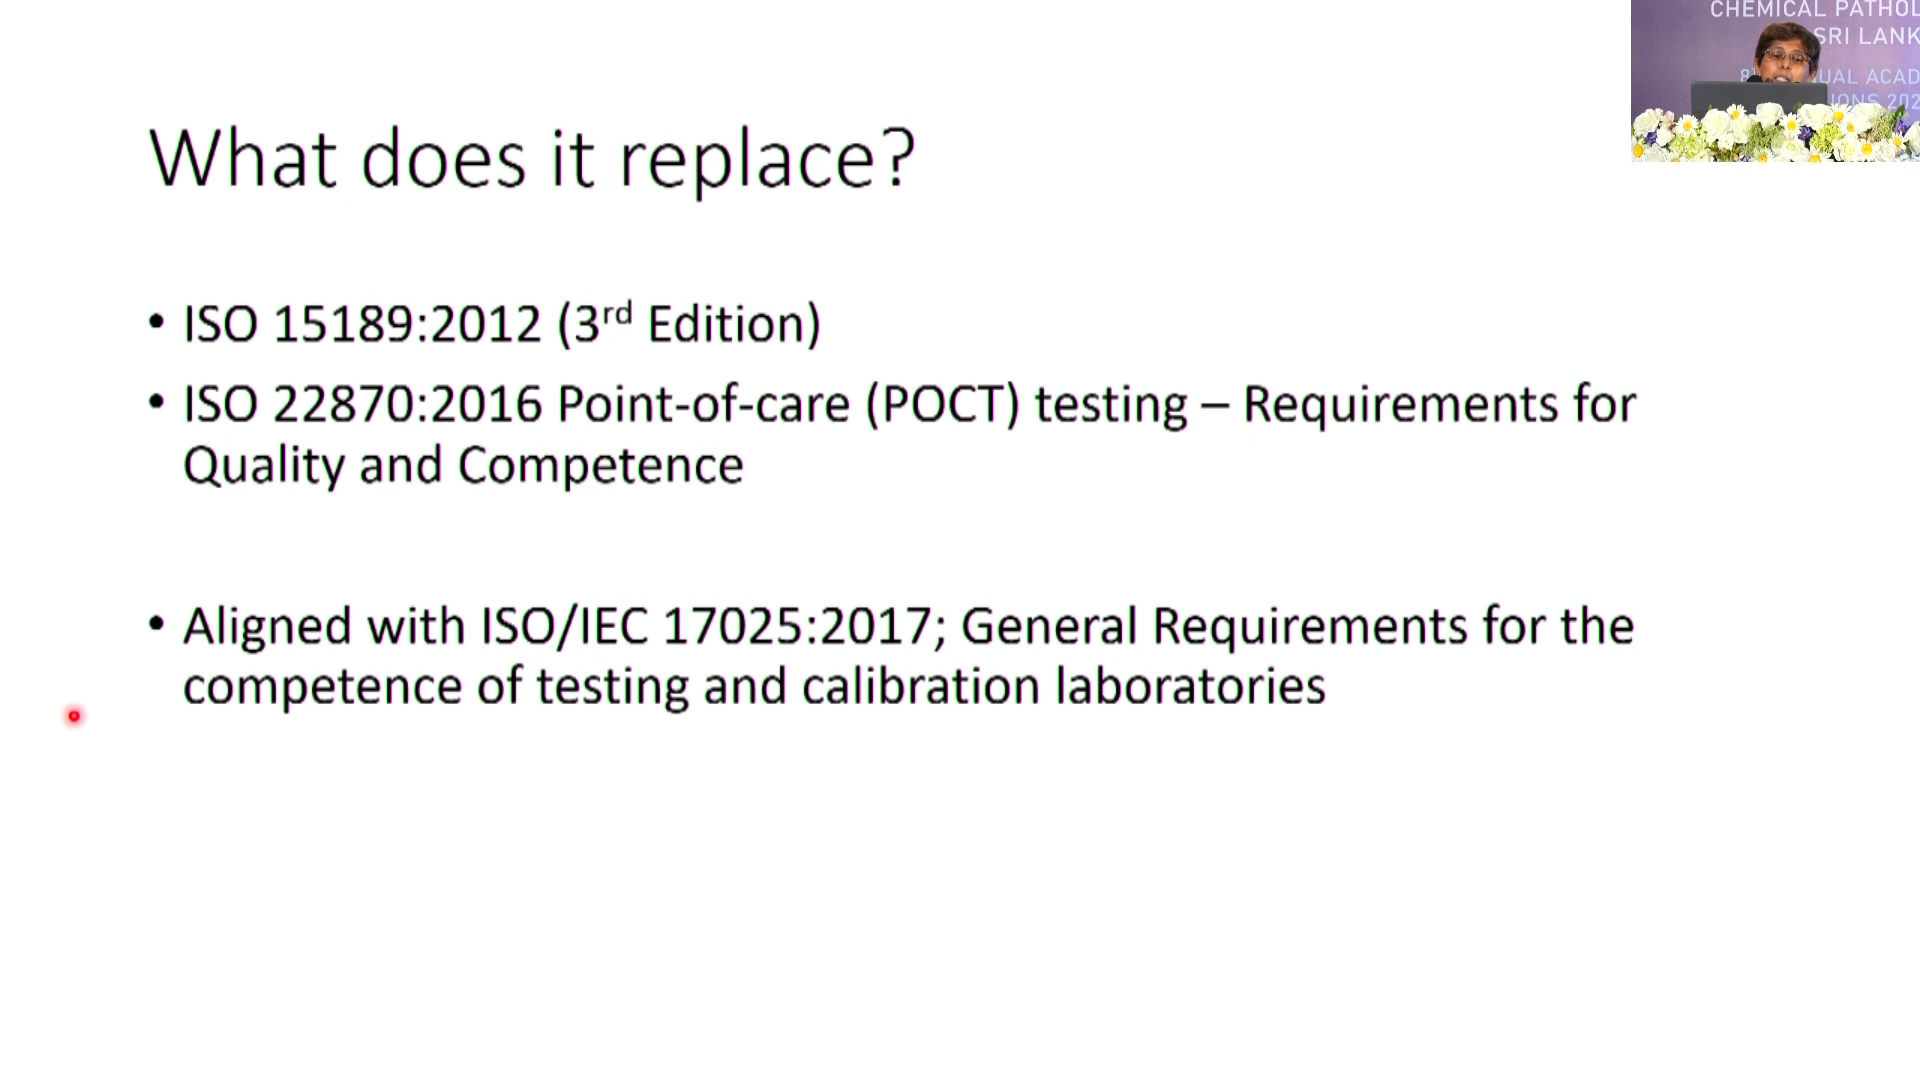 What does it replace?
• ISO 15189:2012 (3rd Edition)
• ISO 22870:2016 Point-of-care (POCT) testing – Requirements for
Quality and Competence
• Aligned with ISO/IEC 17025:2017; General Requirements for the
competence of testing and calibration laboratories
CHEMICAL
SRI